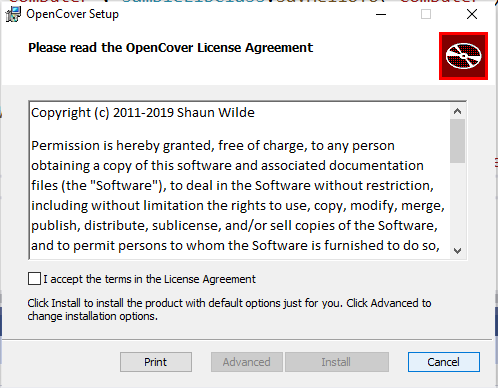 OpenCover Setup
Please read the OpenCover License Agreement
Copyright (c) 2011-2019 Shaun Wilde
Permission is hereby granted, free of charge, to any person
obtaining a copy of this software and associated documentation
files (the "Software"), to deal in the Software without restriction,
including without limitation the rights to use, copy, modify, merge,
publish, distribute, sublicense, and/or sell copies of the Software,
and to permit persons to whom the Software is furnished to do so,
I accept the terms in the License Agreement
Click Install to install the product with default options just for you. Click Advanced to
change installation options.
Print Advanced Install Cancel